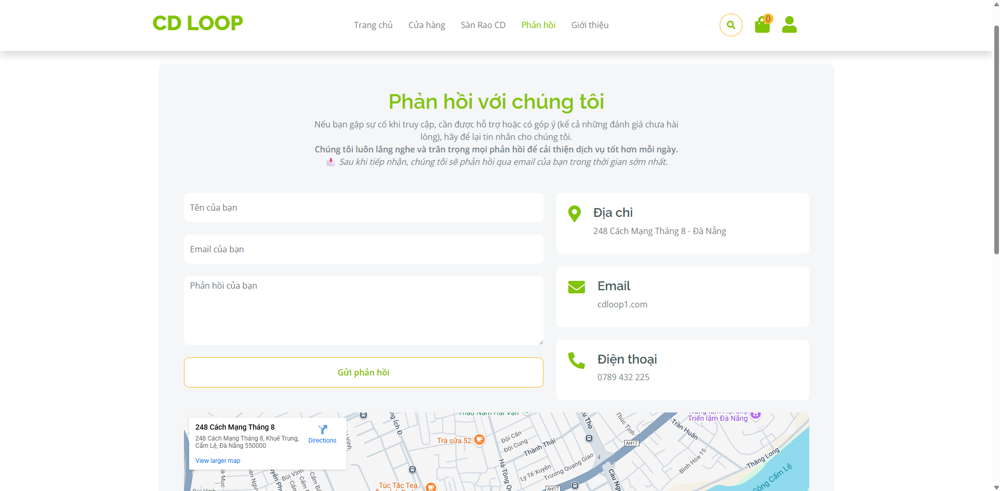 CD LOOP
Trang chủ
Cửa hàng
Sàn Rao CD
Phản hồi
Giới thiệu
0
Phản hồi với chúng tôi
Nếu bạn gặp sự cố khi truy cập, cần được hỗ trợ hoặc có góp ý (kể cả những đánh giá chưa hài
lòng), hãy để lại tin nhắn cho chúng tôi.
Chúng tôi luôn lắng nghe và trân trọng mọi phản hồi để cải thiện dịch vụ tốt hơn mỗi ngày.
Sau khi tiếp nhận, chúng tôi sẽ phản hồi qua email của bạn trong thời gian sớm nhất.
Tên của bạn
Email của bạn
Phản hồi của bạn
Gửi phản hồi
Địa chỉ
248 Cách Mạng Tháng 8 - Đà Nẵng
Email
cdloop1.com
Điện thoại
0789 432 225
248 Cách Mạng Tháng 8
248 Cách Mạng Tháng 8, Khuê Trung,
Cẩm Lệ, Đà Nẵng 550000
Directions
View larger map
Trà sữa 52
Đội Cấn
Đội Cung
Thành Thái
Thúc Tịnh
Triển lãm Đà Nẵng
Trần Huấn
AH17
Bình Hòa 15
Thăng Long
Sông Cẩm Lệ
Lý Tế Xuyên
Trương Quang Giao
Hà Tông
Bùi Vịnh
Túc Tắc Tea -
AH17
Bùi Vịnh